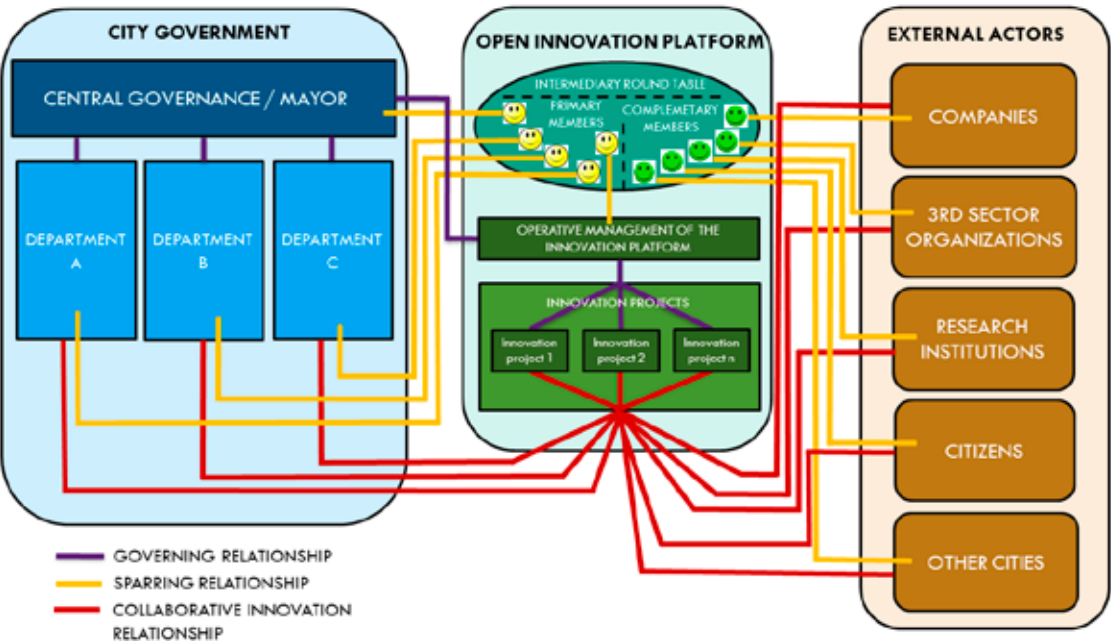 CITY GOVERNMENT
CENTRAL GOVERNANCE / MAYOR
DEPARTMENT
A
DEPARTMENT
B
DEPARTMENT
C
OPEN INNOVATION PLATFORM
INTERMEDIARY ROUND TABLE
PRIMARY
MEMBERS
COMPLEMETARY
MEMBERS
OPERATIVE MANAGEMENT OF THE
INNOVATION PLATFORM
INNOVATION PROJECTS
Innovation
project 1
Innovation
project 2
Innovation
project n
EXTERNAL ACTORS
COMPANIES
3RD SECTOR
ORGANIZATIONS
RESEARCH
INSTITUTIONS
CITIZENS
OTHER CITIES
GOVERNING RELATIONSHIP
SPARRING RELATIONSHIP
COLLABORATIVE INNOVATION
RELATIONSHIP